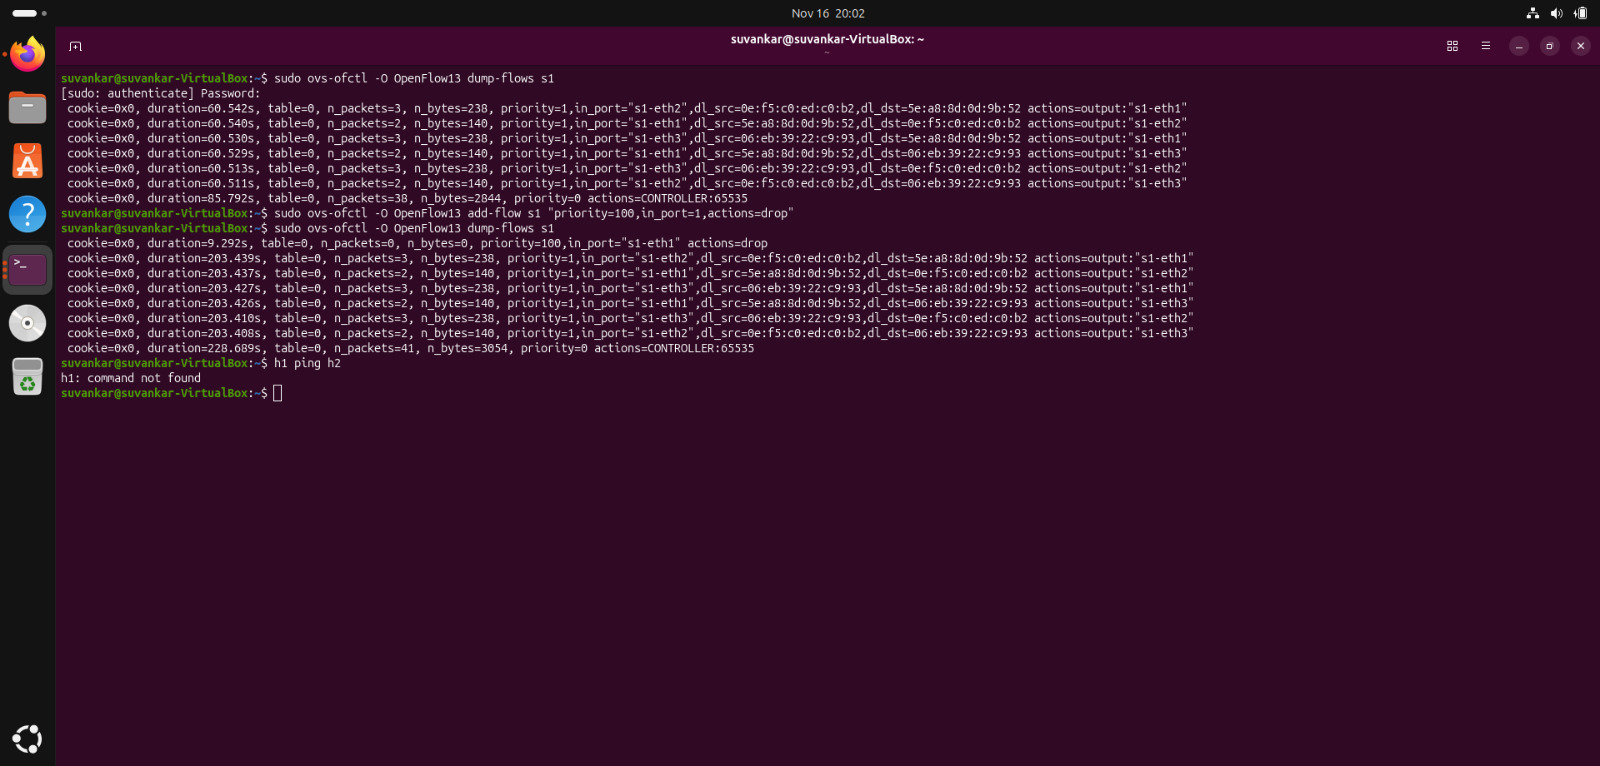 Nov 16 20:02
suvankar@suvankar-VirtualBox: ~
suvankar@suvankar-VirtualBox:~$ sudo ovs-ofctl -O OpenFlow13 dump-flows s1
[sudo: authenticate] Password:
cookie=0x0, duration=60.542s, table=0, n_packets=3, n_bytes=238, priority=1,in_port="s1-eth2",dl_src=0e:f5:c0:ed:c0:b2,dl_dst=5e:a8:8d:0d:9b:52 actions=output:"s1-eth1"
cookie=0x0, duration=60.540s, table=0, n_packets=2, n_bytes=140, priority=1,in_port="s1-eth1",dl_src=5e:a8:8d:0d:9b:52,dl_dst=0e:f5:c0:ed:c0:b2 actions=output:"s1-eth2"
cookie=0x0, duration=60.530s, table=0, n_packets=3, n_bytes=238, priority=1,in_port="s1-eth3",dl_src=06:eb:39:22:c9:93,dl_dst=5e:a8:8d:0d:9b:52 actions=output:"s1-eth1"
cookie=0x0, duration=60.529s, table=0, n_packets=2, n_bytes=140, priority=1,in_port="s1-eth1",dl_src=5e:a8:8d:0d:9b:52,dl_dst=06:eb:39:22:c9:93 actions=output:"s1-eth3"
cookie=0x0, duration=60.513s, table=0, n_packets=3, n_bytes=238, priority=1,in_port="s1-eth3",dl_src=06:eb:39:22:c9:93,dl_dst=0e:f5:c0:ed:c0:b2 actions=output:"s1-eth2"
cookie=0x0, duration=60.511s, table=0, n_packets=2, n_bytes=140, priority=1,in_port="s1-eth2",dl_src=0e:f5:c0:ed:c0:b2,dl_dst=06:eb:39:22:c9:93 actions=output:"s1-eth3"
cookie=0x0, duration=85.792s, table=0, n_packets=38, n_bytes=2844, priority=0 actions=CONTROLLER:65535
suvankar@suvankar-VirtualBox:~$ sudo ovs-ofctl -O OpenFlow13 add-flow s1 "priority=100,in_port=1,actions=drop"
suvankar@suvankar-VirtualBox:~$ sudo ovs-ofctl -O OpenFlow13 dump-flows s1
cookie=0x0, duration=9.292s, table=0, n_packets=0, n_bytes=0, priority=100,in_port="s1-eth1" actions=drop
cookie=0x0, duration=203.439s, table=0, n_packets=3, n_bytes=238, priority=1,in_port="s1-eth2",dl_src=0e:f5:c0:ed:c0:b2,dl_dst=5e:a8:8d:0d:9b:52 actions=output:"s1-eth1"
cookie=0x0, duration=203.437s, table=0, n_packets=2, n_bytes=140, priority=1,in_port="s1-eth1",dl_src=5e:a8:8d:0d:9b:52,dl_dst=0e:f5:c0:ed:c0:b2 actions=output:"s1-eth2"
cookie=0x0, duration=203.427s, table=0, n_packets=3, n_bytes=238, priority=1,in_port="s1-eth3",dl_src=06:eb:39:22:c9:93,dl_dst=5e:a8:8d:0d:9b:52 actions=output:"s1-eth1"
cookie=0x0, duration=203.426s, table=0, n_packets=2, n_bytes=140, priority=1,in_port="s1-eth1",dl_src=5e:a8:8d:0d:9b:52,dl_dst=06:eb:39:22:c9:93 actions=output:"s1-eth3"
cookie=0x0, duration=203.410s, table=0, n_packets=3, n_bytes=238, priority=1,in_port="s1-eth3",dl_src=06:eb:39:22:c9:93,dl_dst=0e:f5:c0:ed:c0:b2 actions=output:"s1-eth2"
cookie=0x0, duration=203.408s, table=0, n_packets=2, n_bytes=140, priority=1,in_port="s1-eth2",dl_src=0e:f5:c0:ed:c0:b2,dl_dst=06:eb:39:22:c9:93 actions=output:"s1-eth3"
cookie=0x0, duration=228.689s, table=0, n_packets=41, n_bytes=3054, priority=0 actions=CONTROLLER:65535
suvankar@suvankar-VirtualBox:~$ h1 ping h2
h1: command not found
suvankar@suvankar-VirtualBox:~$